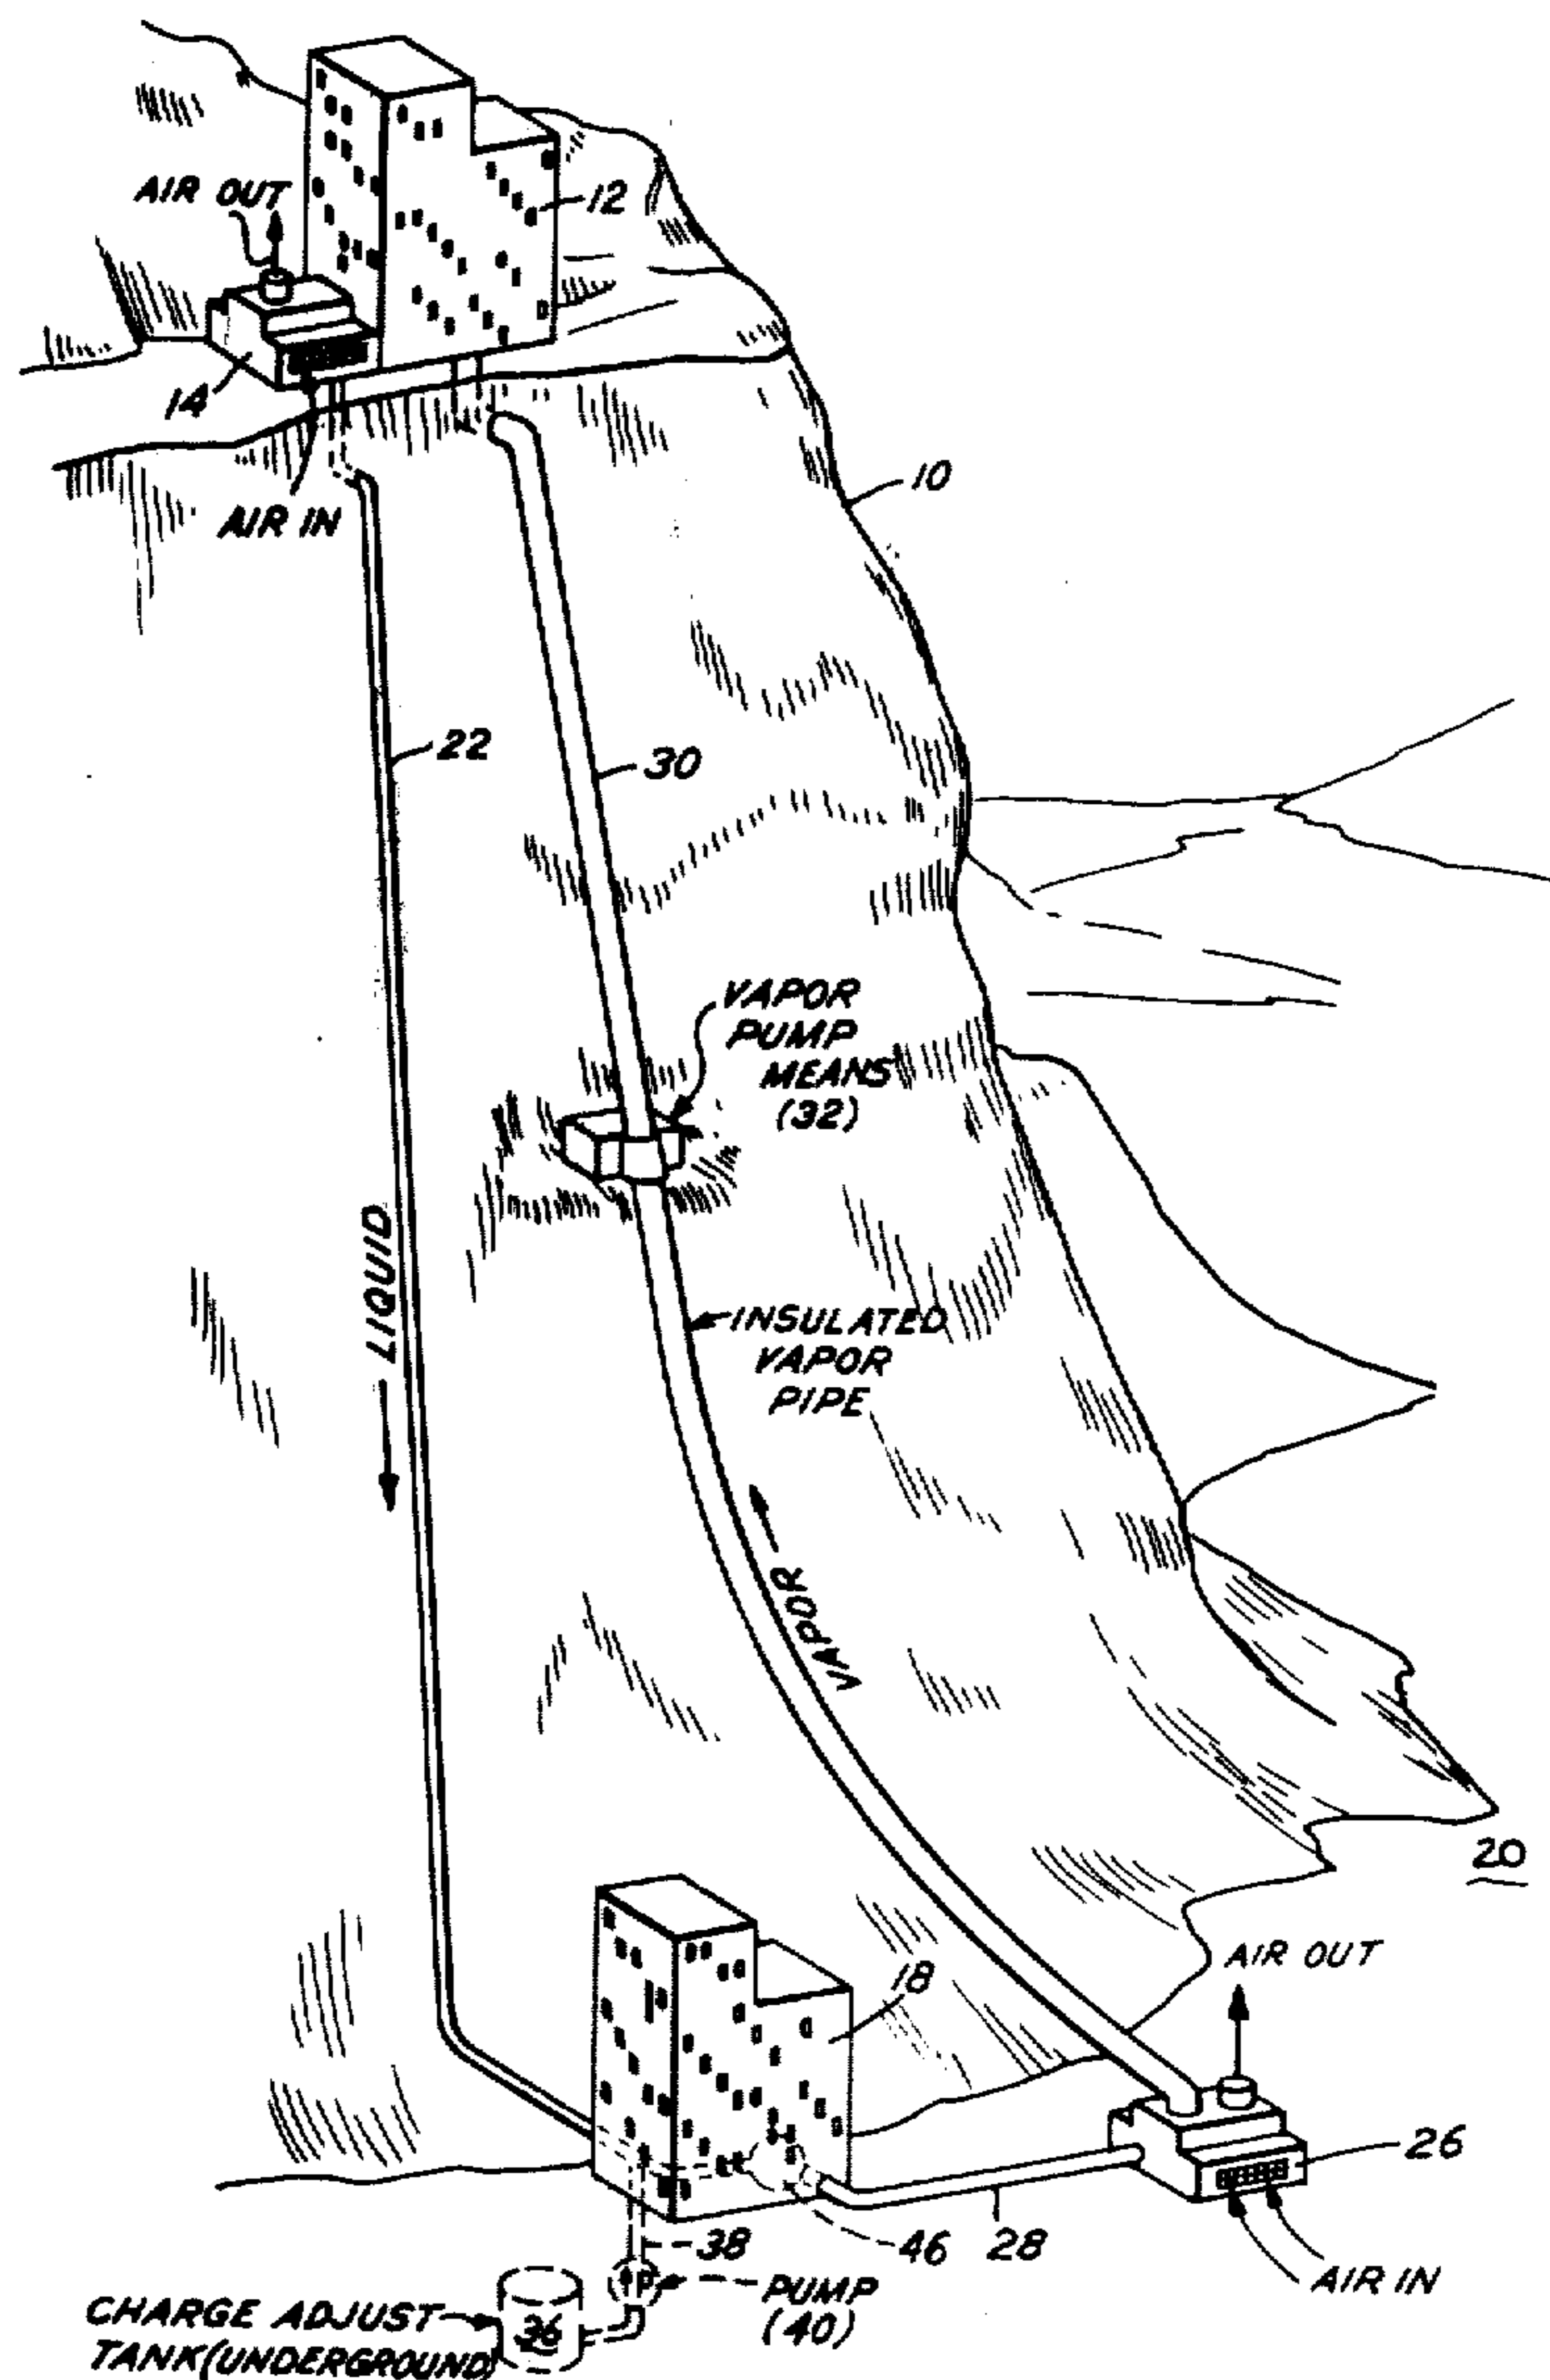 AIR OUT
12
14
AIR IN
10
22
30
VAPOR
PUMP
MEANS
(32)
LIQUID
INSULATED
VAPOR
PIPE
VAPOR
20
AIR OUT
18
26
38
46
28
AIR IN
PUMP
(40)
P
CHARGE ADJUST
TANK(UNDERGROUND)
36